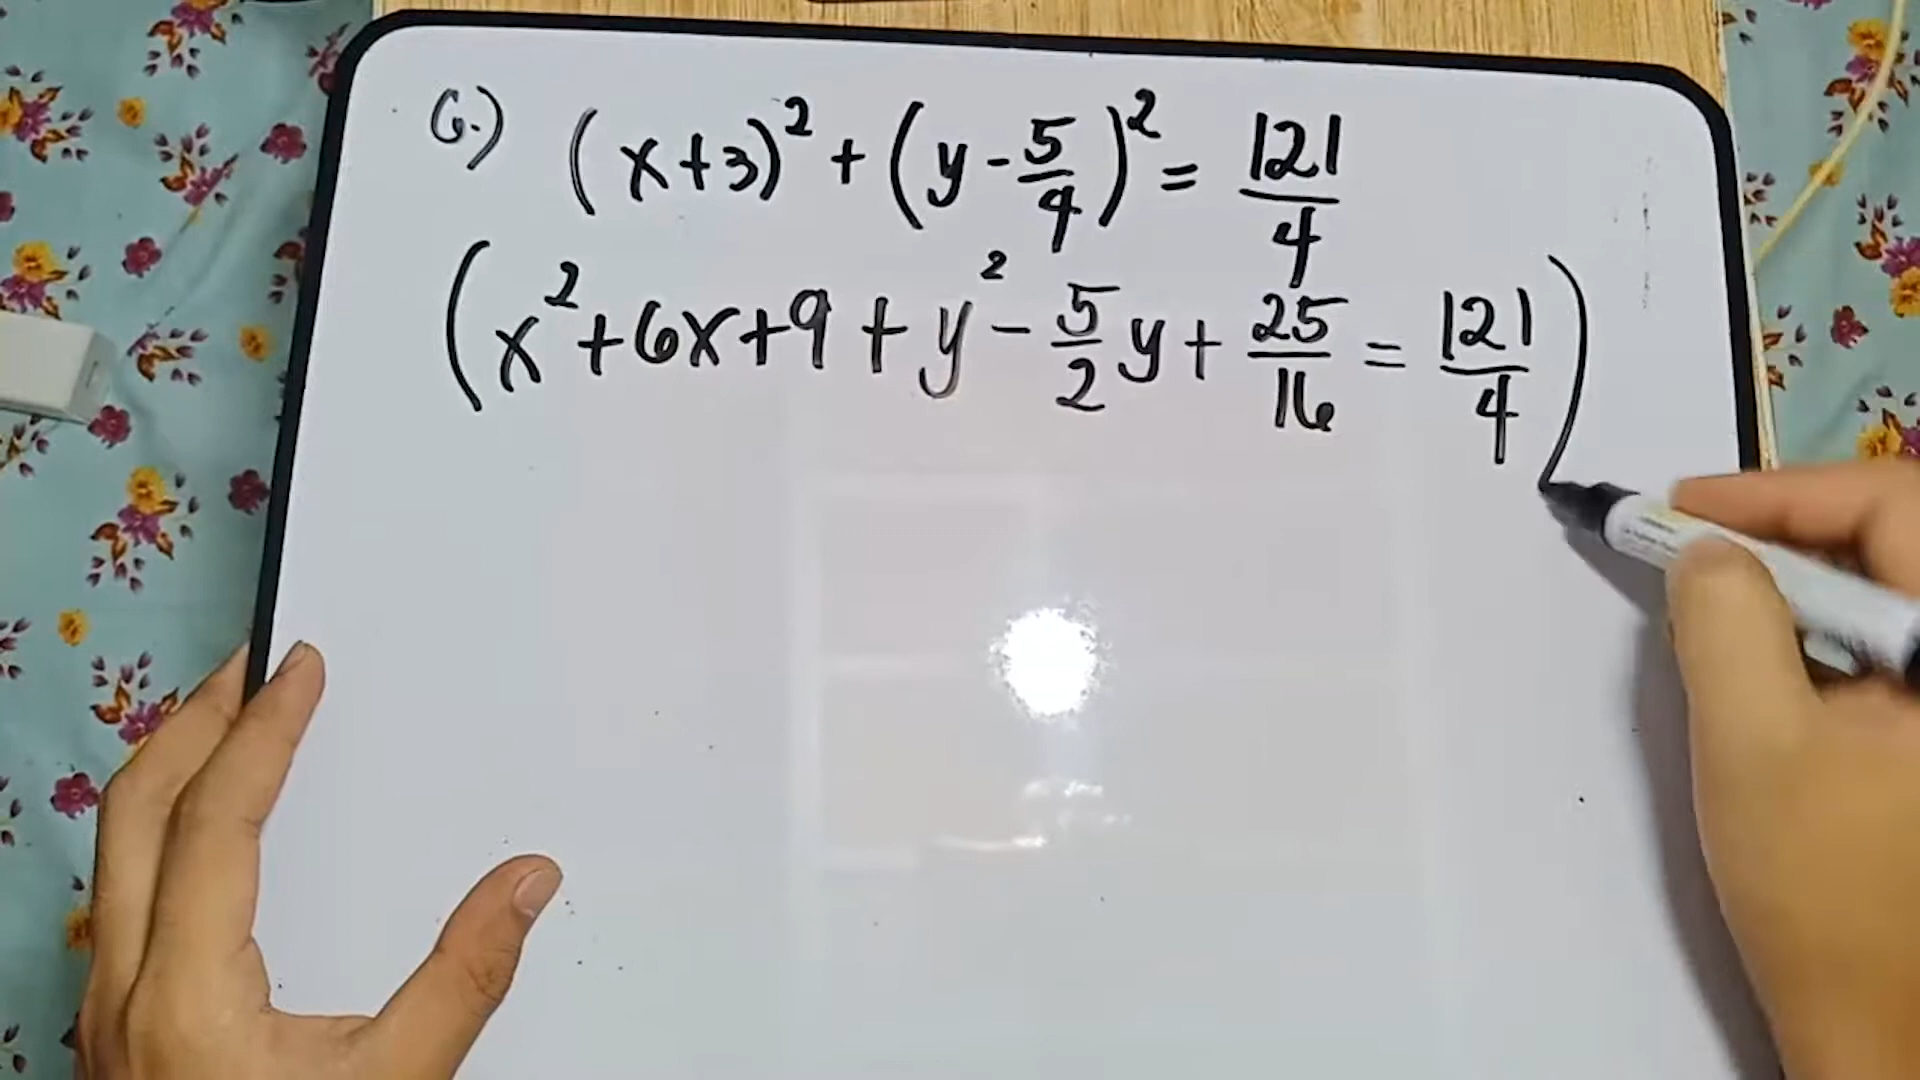 6.) (x+3)² + (y - 5/4)² = 121/4
(x² + 6x + 9 + y² - 5/2 y + 25/16 = 121/4)